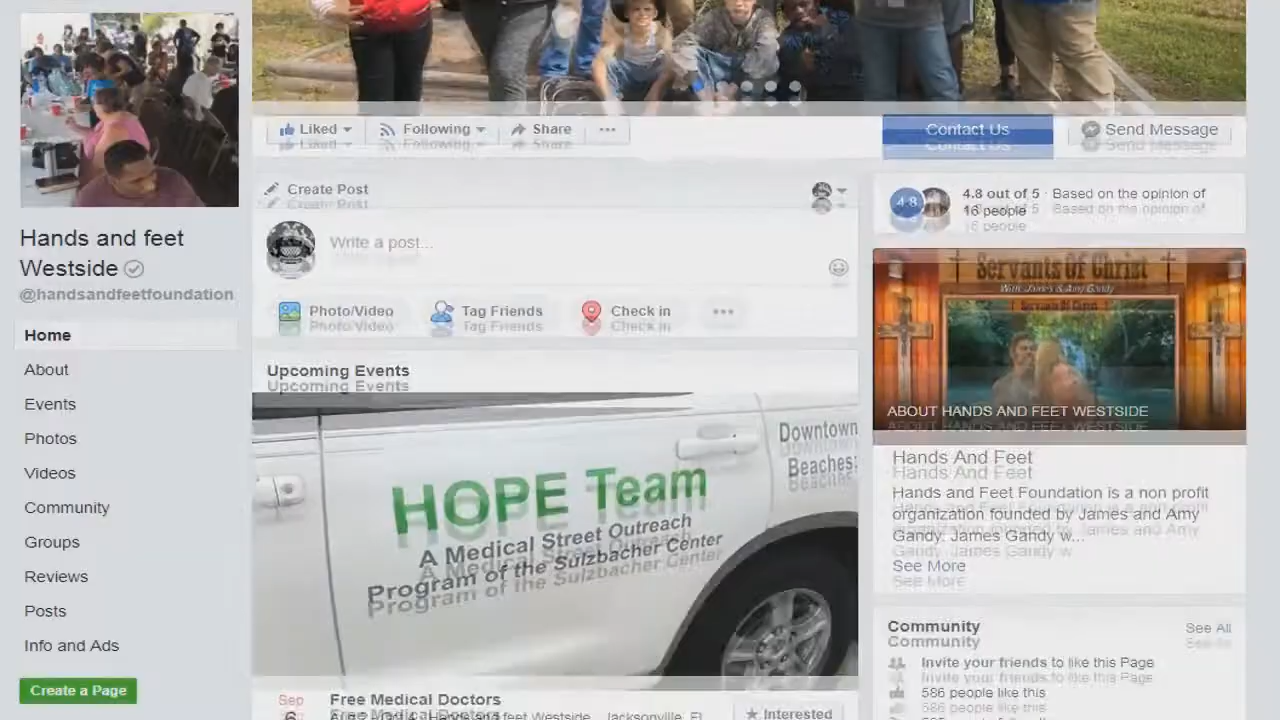 Hands and feet
Westside
@handsandfeetfoundation
Home
About
Events
Photos
Videos
Community
Groups
Reviews
Posts
Info and Ads
Create a Page
Liked
Following
Share
Contact Us
Send Message
Create Post
Write a post...
Photo/Video
Tag Friends
Check in
Upcoming Events
HOPE Team
A Medical Street Outreach
Program of the Sulzbacher Center
Downtown
Beaches:
Sep
6
Free Medical Doctors
Hands and feet Westside Jacksonville, FL
Interested
4.8
4.8 out of 5 · Based on the opinion of
16 people
Servants Of Christ
With James & Amy Gandy
ABOUT HANDS AND FEET WESTSIDE
Hands And Feet
Hands and Feet Foundation is a non profit
organization founded by James and Amy
Gandy. James Gandy w...
See More
Community
See All
Invite your friends to like this Page
586 people like this